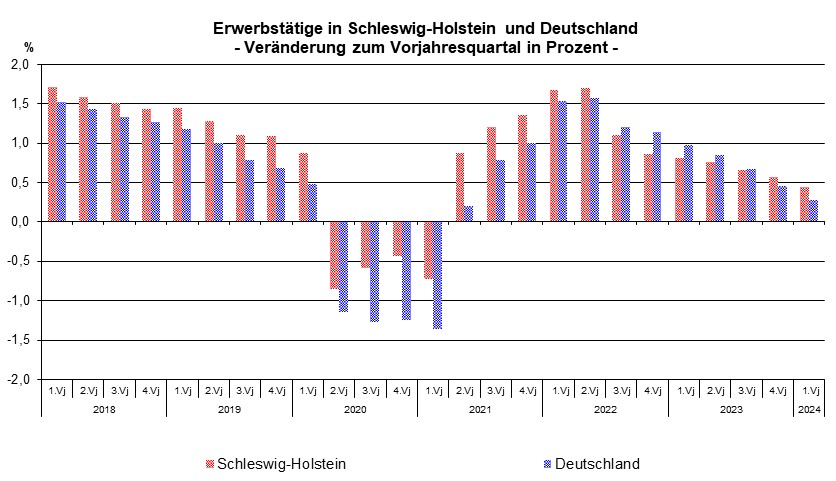 Erwerbstätige in Schleswig-Holstein und Deutschland
- Veränderung zum Vorjahresquartal in Prozent -
%
2,0
1,5
1,0
0,5
0,0
-0,5
-1,0
-1,5
-2,0
1.Vj 2.Vj 3.Vj 4.Vj 1.Vj 2.Vj 3.Vj 4.Vj 1.Vj 2.Vj 3.Vj 4.Vj 1.Vj 2.Vj 3.Vj 4.Vj 1.Vj 2.Vj 3.Vj 4.Vj 1.Vj 2.Vj 3.Vj 4.Vj 1.Vj
2018 2019 2020 2021 2022 2023 2024
Schleswig-Holstein Deutschland